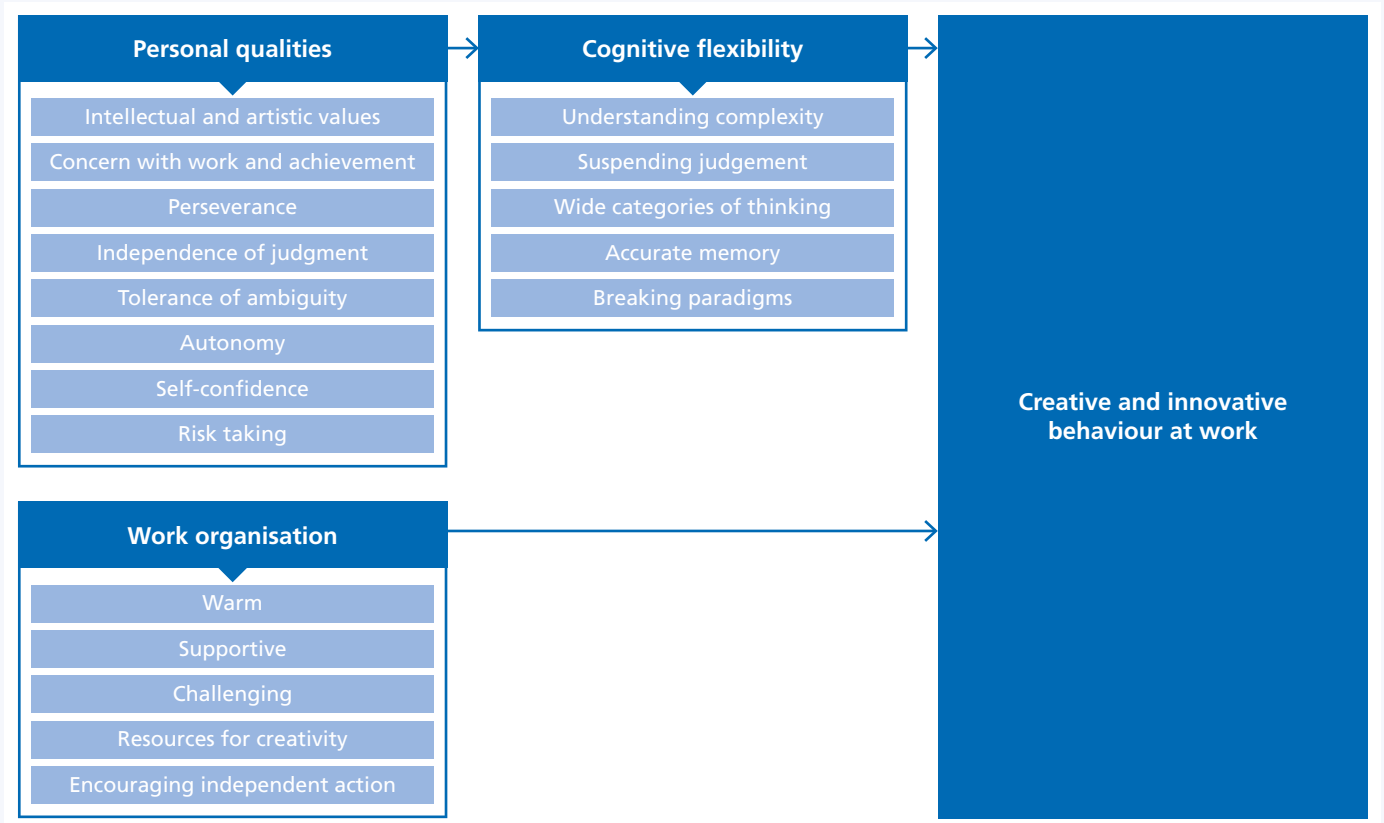 Personal qualities
Intellectual and artistic values
Concern with work and achievement
Perseverance
Independence of judgment
Tolerance of ambiguity
Autonomy
Self-confidence
Risk taking
Cognitive flexibility
Understanding complexity
Suspending judgement
Wide categories of thinking
Accurate memory
Breaking paradigms
Work organisation
Warm
Supportive
Challenging
Resources for creativity
Encouraging independent action
Creative and innovative
behaviour at work